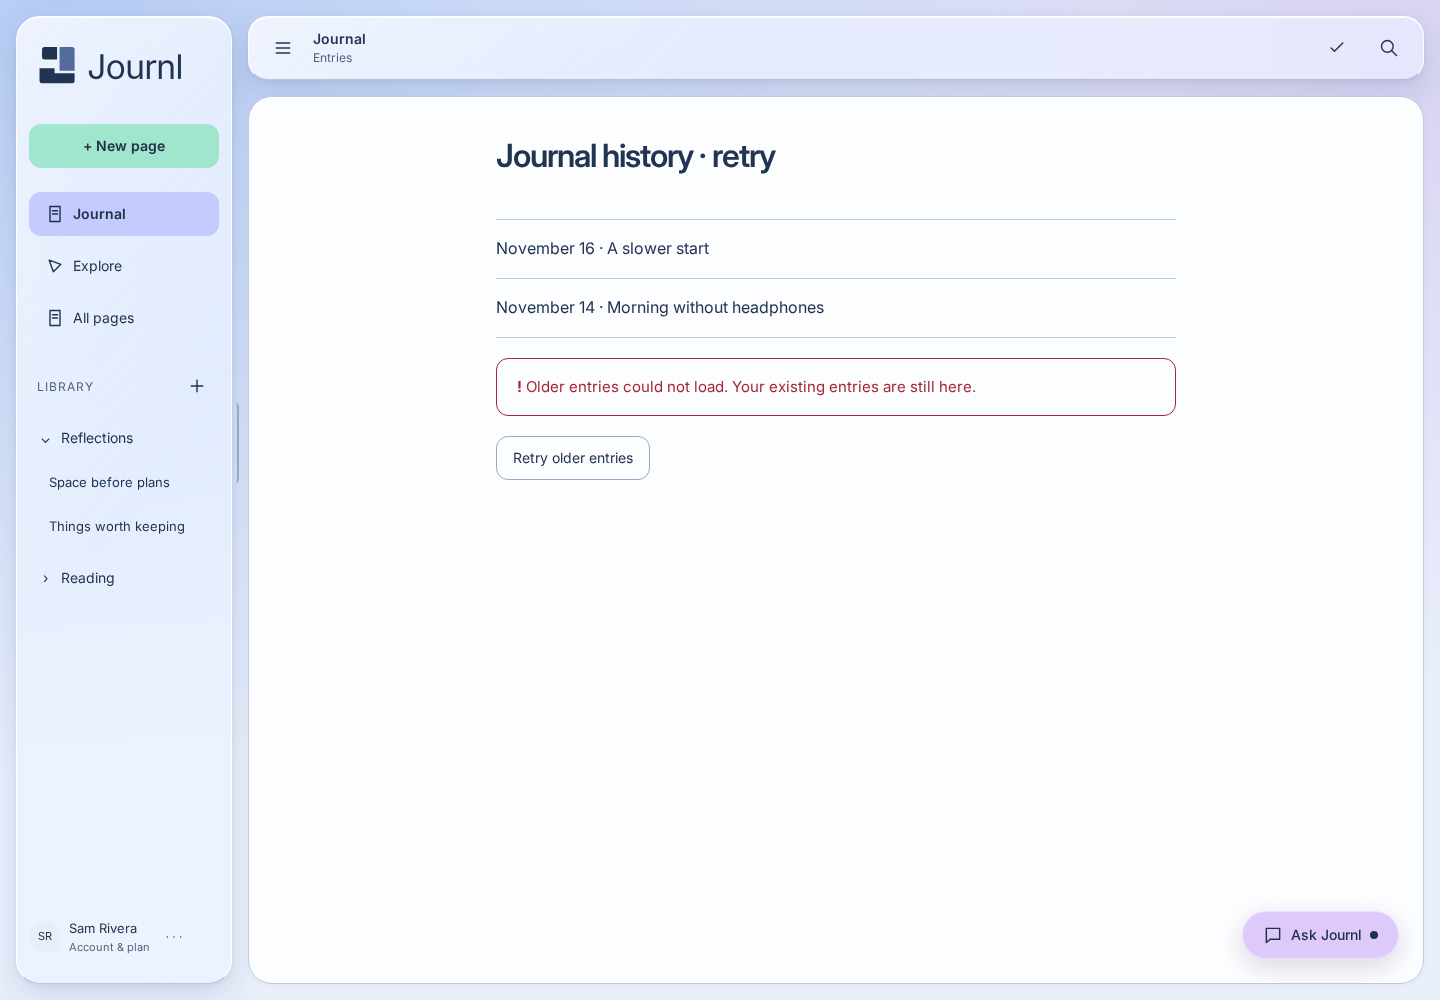 Journl
+ New page
Journal
Explore
All pages
LIBRARY
Reflections
Space before plans
Things worth keeping
Reading
SR
Sam Rivera
Account & plan
...
Journal
Entries
Journal history · retry
November 16 · A slower start
November 14 · Morning without headphones
! Older entries could not load. Your existing entries are still here.
Retry older entries
Ask Journl